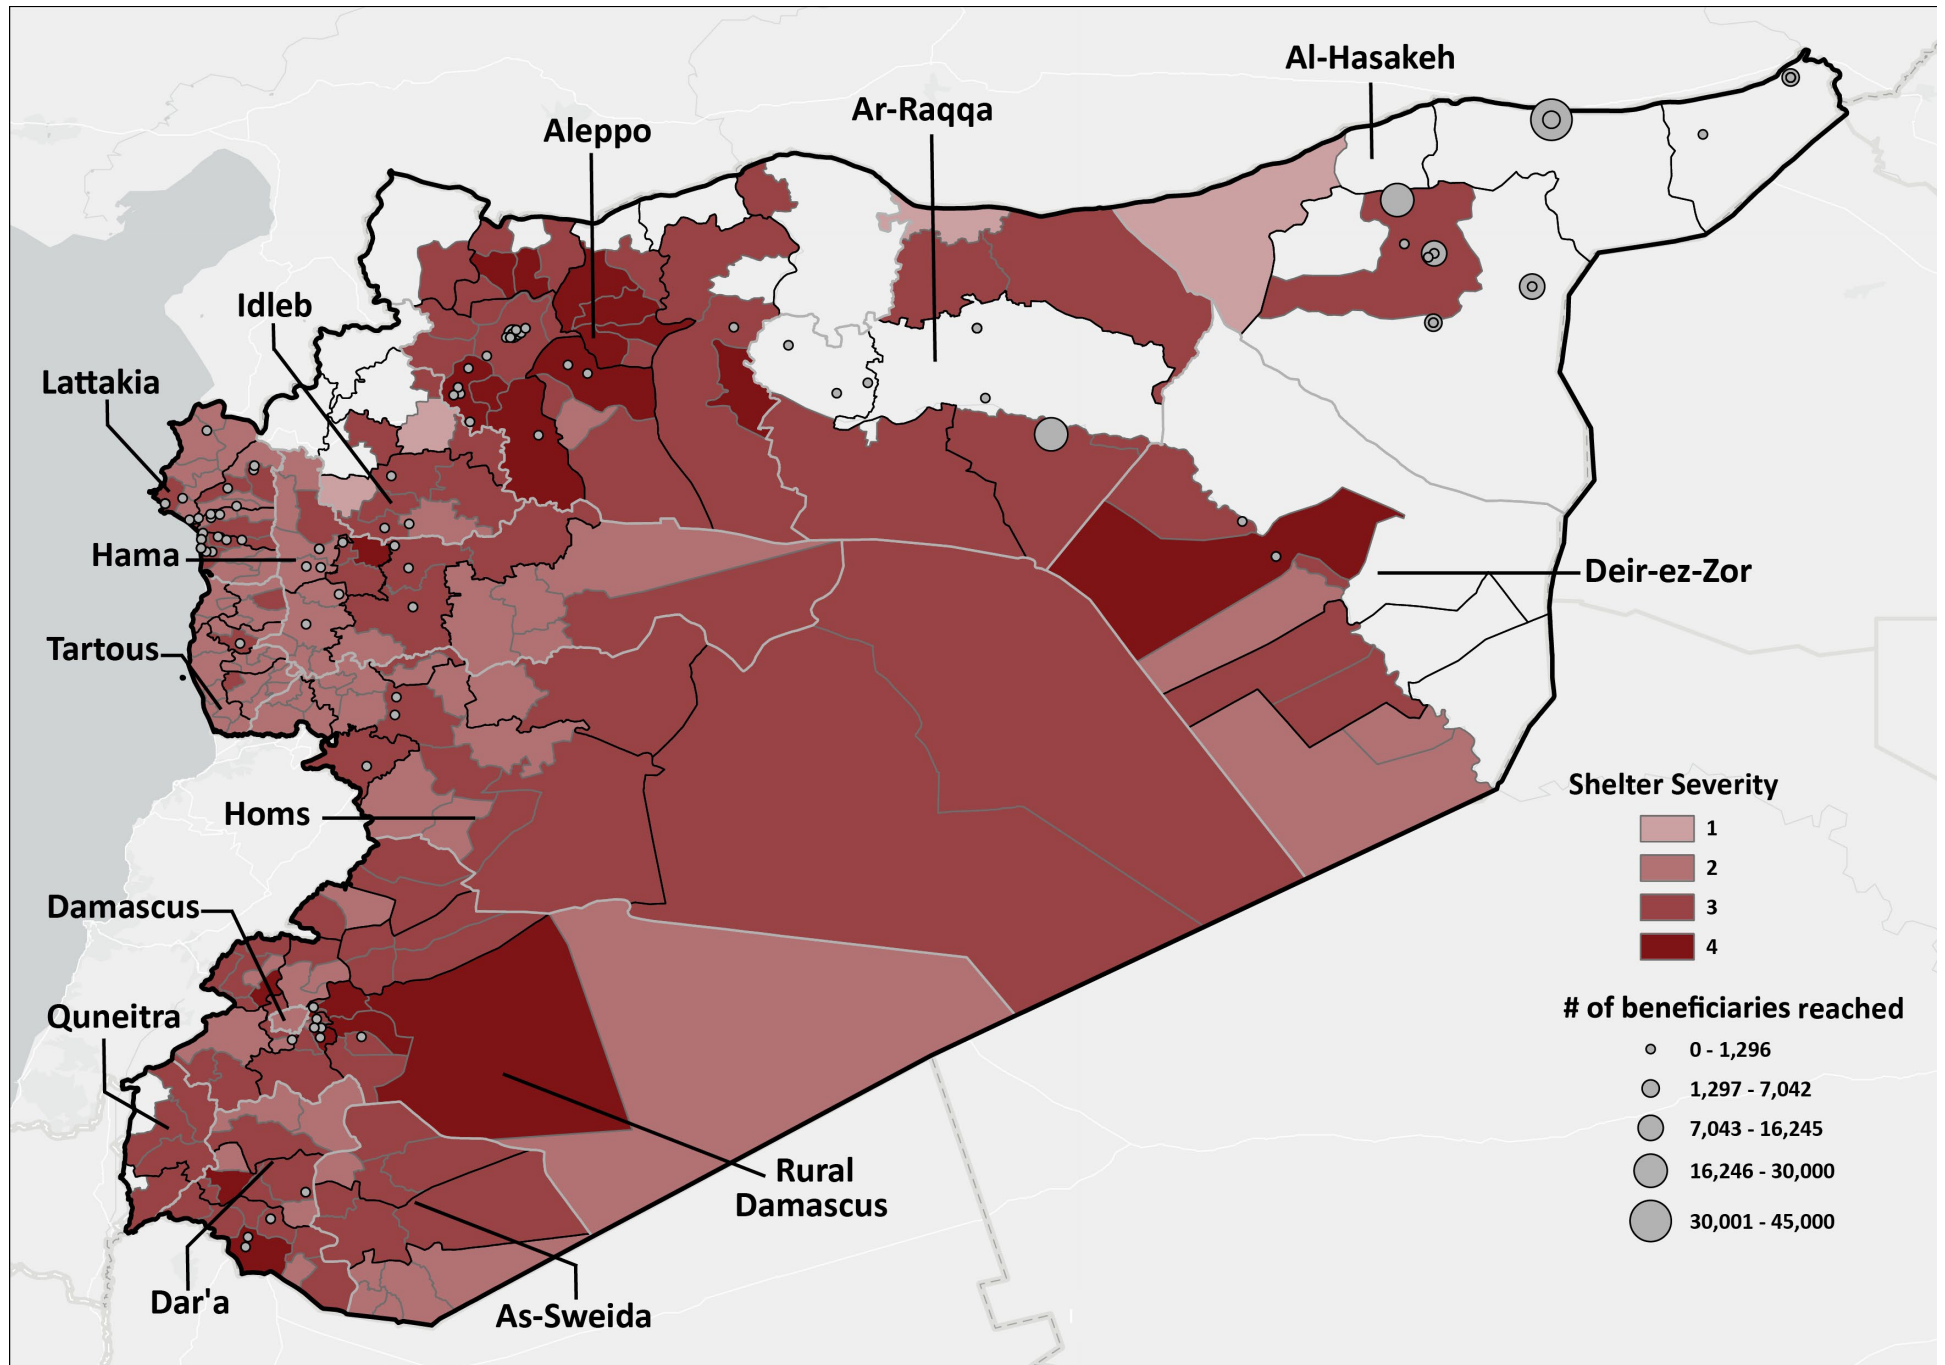 Al-Hasakeh
Ar-Raqqa
Aleppo
Idleb
Lattakia
Hama
Deir-ez-Zor
Tartous
Shelter Severity
1
2
3
4
Homs
Damascus
Quneitra
# of beneficiaries reached
0 - 1,296
1,297 - 7,042
7,043 - 16,245
16,246 - 30,000
30,001 - 45,000
Rural
Damascus
Dar'a
As-Sweida